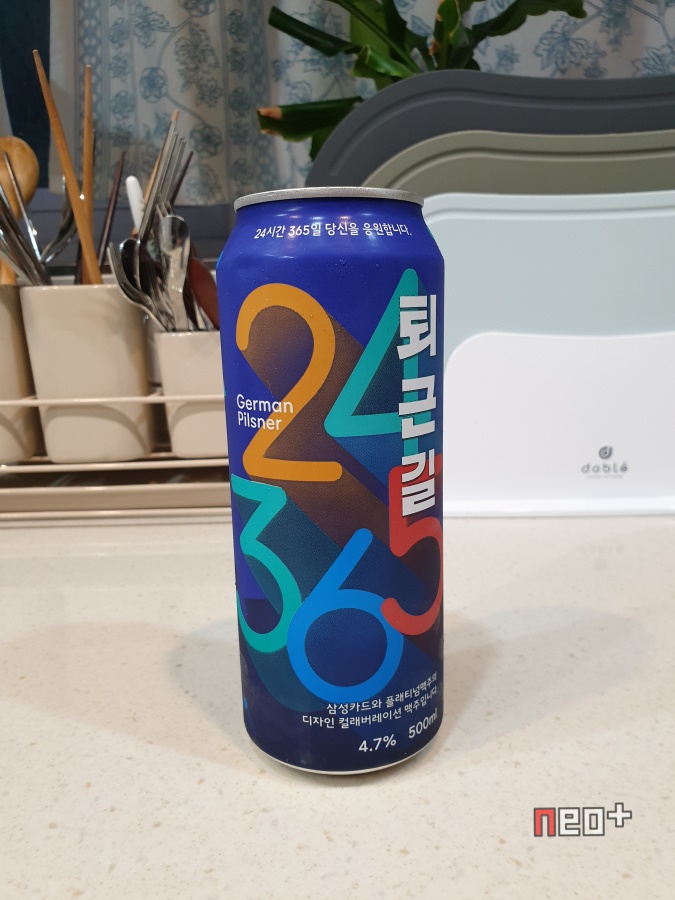 24시간 365일 당신을 응원합니다.
24
퇴근길
German
Pilsner
365
삼성카드와 플래티넘맥주의
디자인 컬래버레이션 맥주입니다.
4.7% 500ml
doblé
neo+